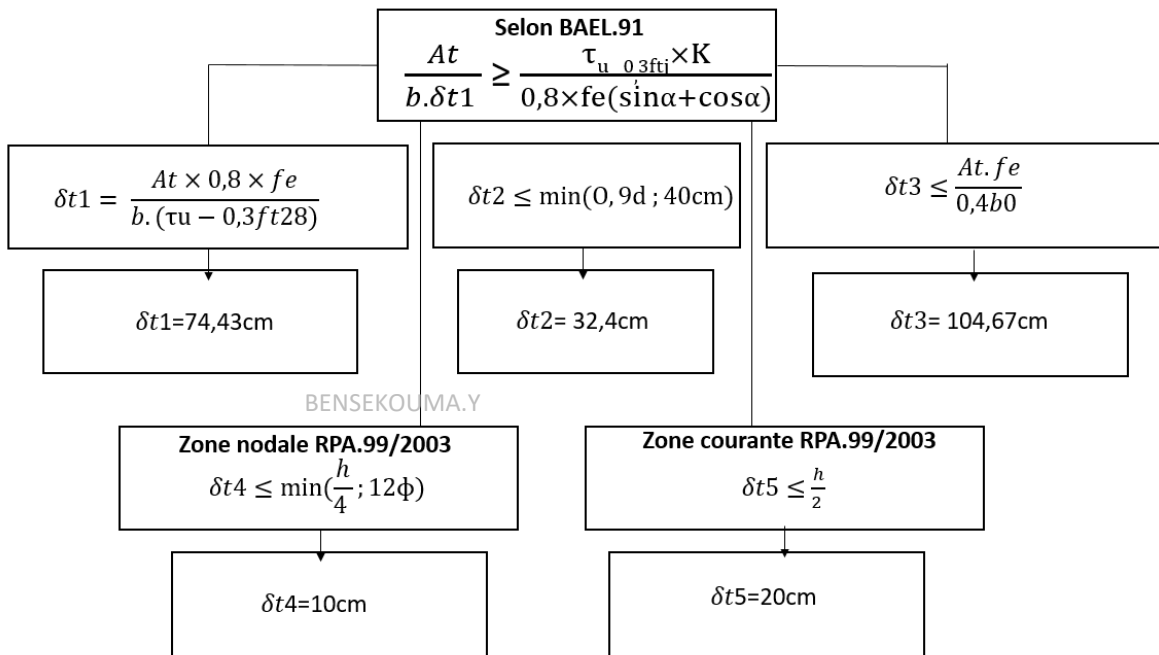 Selon BAEL.91
At/b.δt1 ≥ τu 0,3ftj×K/0,8×fe(sinα+cosα)
δt1 = At × 0,8 × fe/b.(τu − 0,3ft28)
δt2 ≤ min(0,9d ; 40cm)
δt3 ≤ At.fe/0,4b0
δt1=74,43cm
δt2= 32,4cm
δt3= 104,67cm
BENSEKOUMA.Y
Zone nodale RPA.99/2003
δt4 ≤ min(h/4 ; 12ϕ)
Zone courante RPA.99/2003
δt5 ≤ h/2
δt4=10cm
δt5=20cm